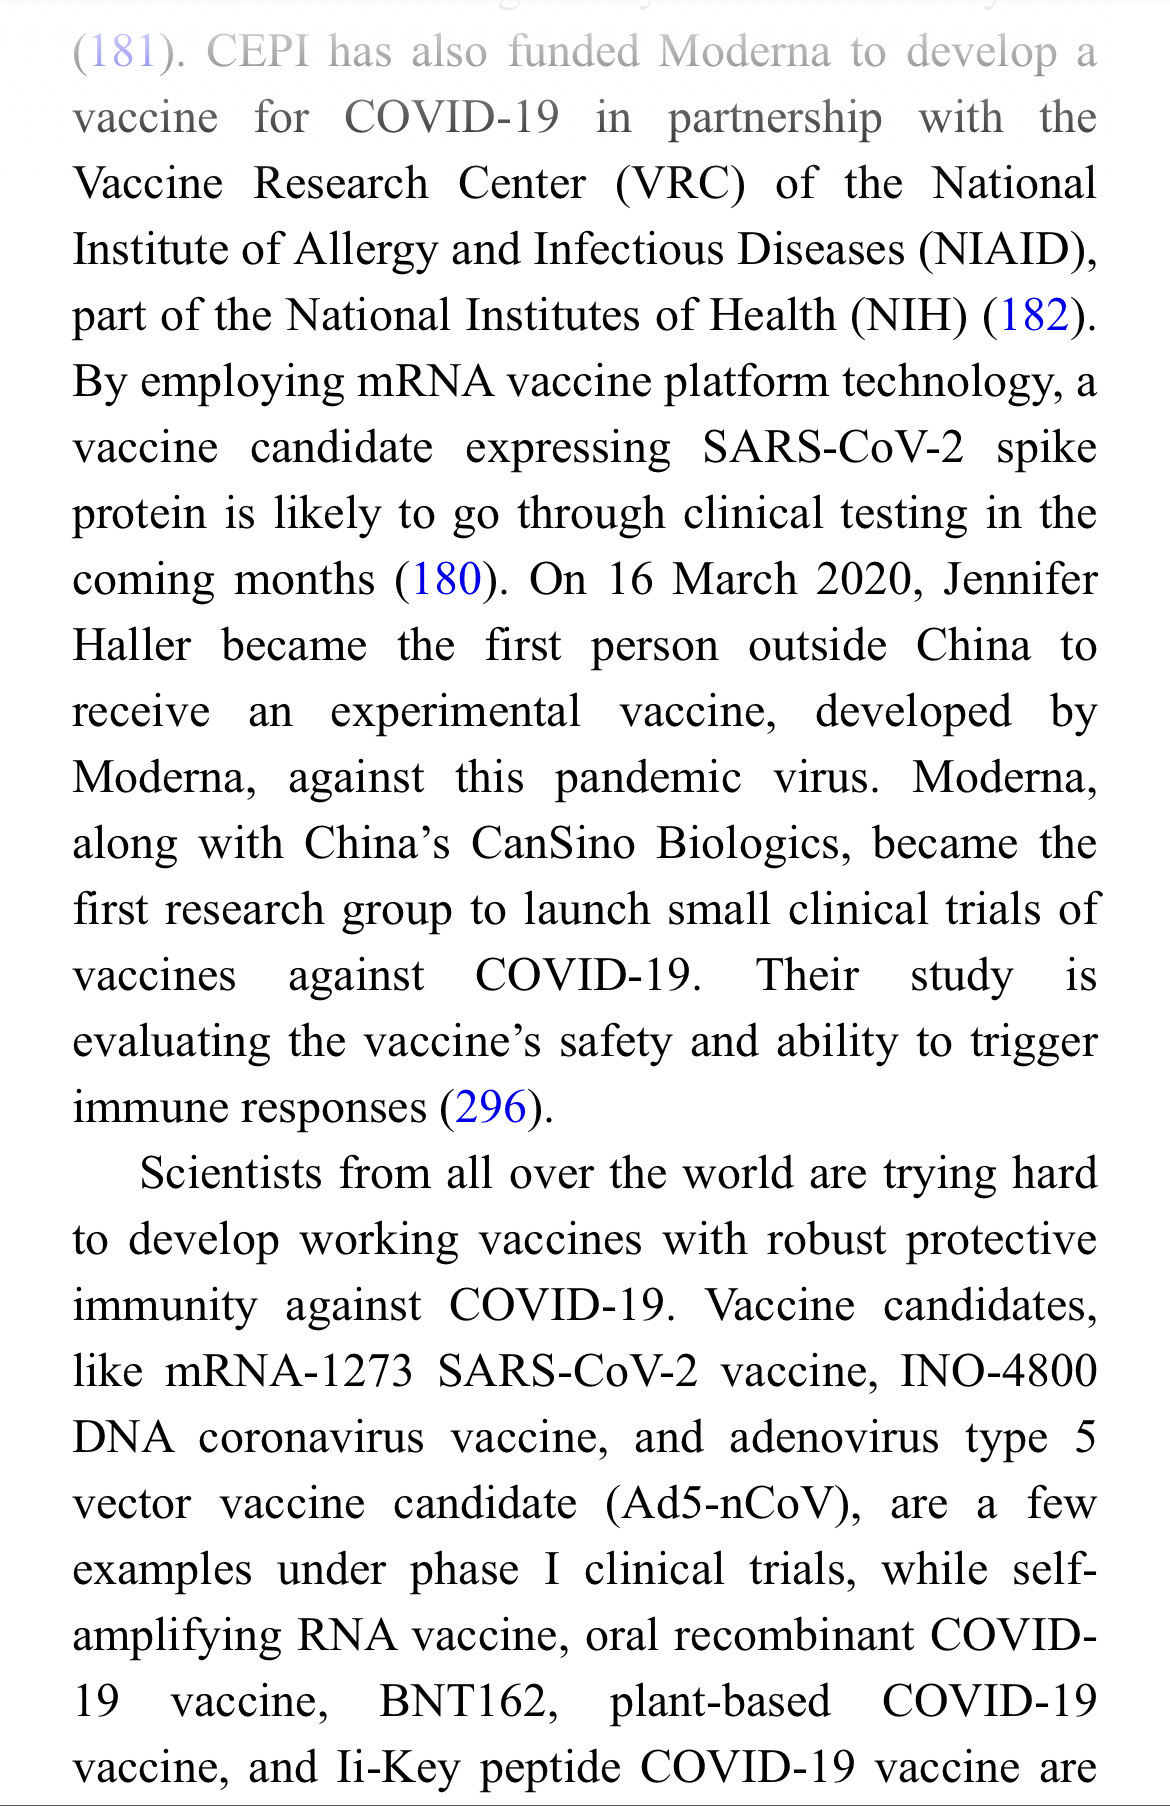 (181). CEPI has also funded Moderna to develop a
vaccine for COVID-19 in partnership with the
Vaccine Research Center (VRC) of the National
Institute of Allergy and Infectious Diseases (NIAID),
part of the National Institutes of Health (NIH) (182).
By employing mRNA vaccine platform technology, a
vaccine candidate expressing SARS-CoV-2 spike
protein is likely to go through clinical testing in the
coming months (180). On 16 March 2020, Jennifer
Haller became the first person outside China to
receive an experimental vaccine, developed by
Moderna, against this pandemic virus. Moderna,
along with China’s CanSino Biologics, became the
first research group to launch small clinical trials of
vaccines against COVID-19. Their study is
evaluating the vaccine’s safety and ability to trigger
immune responses (296).
Scientists from all over the world are trying hard
to develop working vaccines with robust protective
immunity against COVID-19. Vaccine candidates,
like mRNA-1273 SARS-CoV-2 vaccine, INO-4800
DNA coronavirus vaccine, and adenovirus type 5
vector vaccine candidate (Ad5-nCoV), are a few
examples under phase I clinical trials, while self-
amplifying RNA vaccine, oral recombinant COVID-
19 vaccine, BNT162, plant-based COVID-19
vaccine, and Ii-Key peptide COVID-19 vaccine are